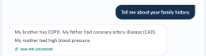 Tell me about your family history
My brother has COPD. My father had coronary artery disease (CAD).
My mother had high blood pressure.